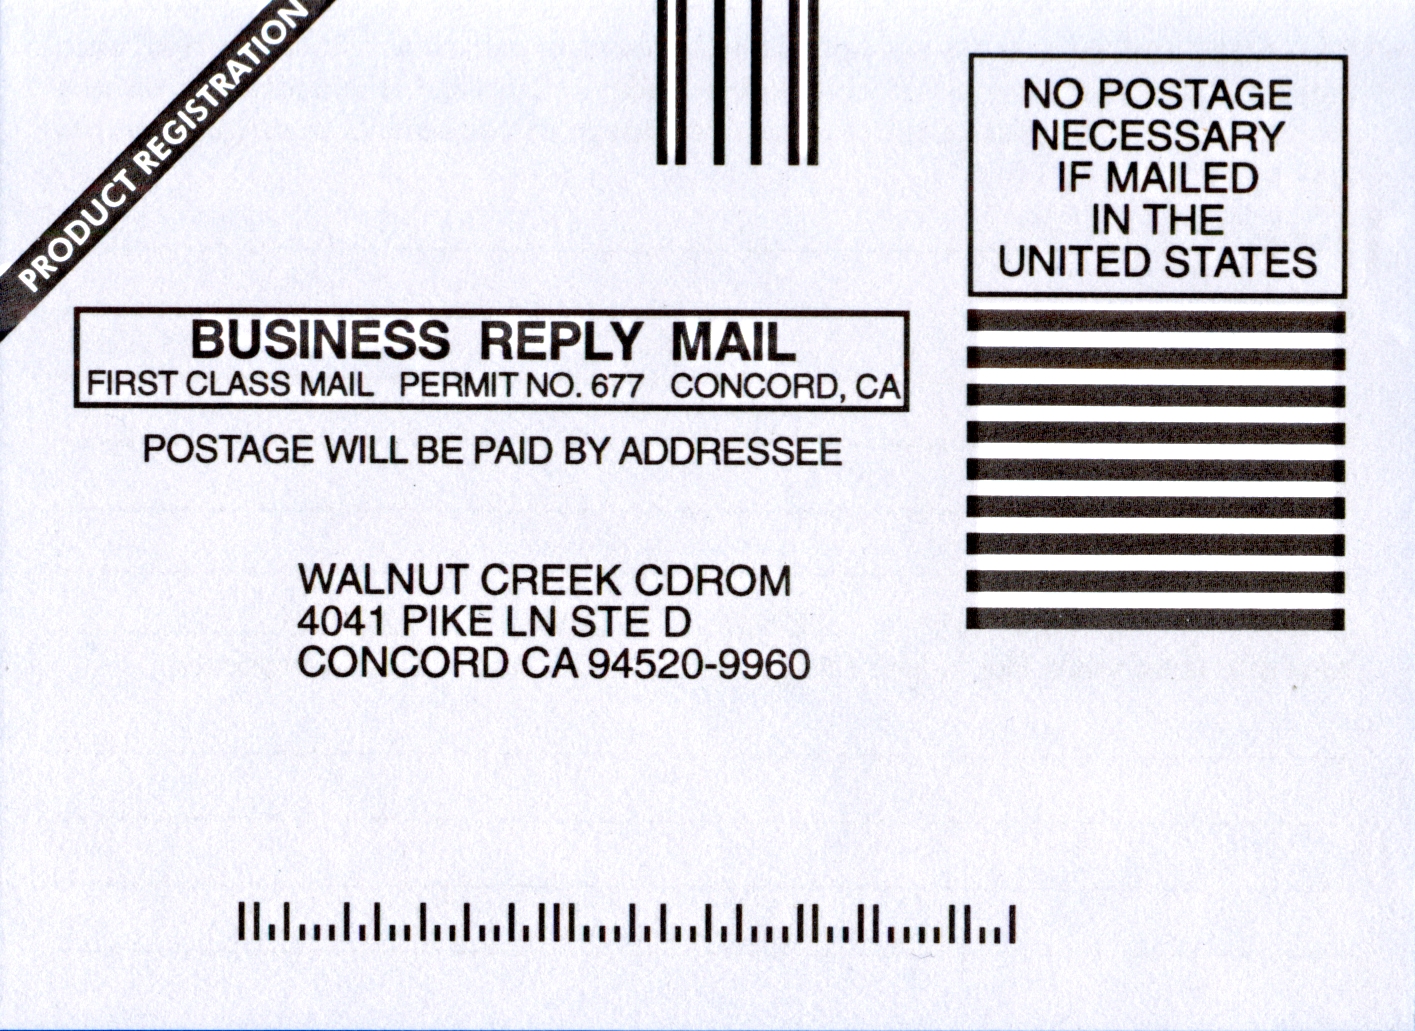 PRODUCT REGISTRATION
NO POSTAGE
NECESSARY
IF MAILED
IN THE
UNITED STATES
BUSINESS REPLY MAIL
FIRST CLASS MAIL PERMIT NO. 677 CONCORD, CA
POSTAGE WILL BE PAID BY ADDRESSEE
WALNUT CREEK CDROM
4041 PIKE LN STE D
CONCORD CA 94520-9960